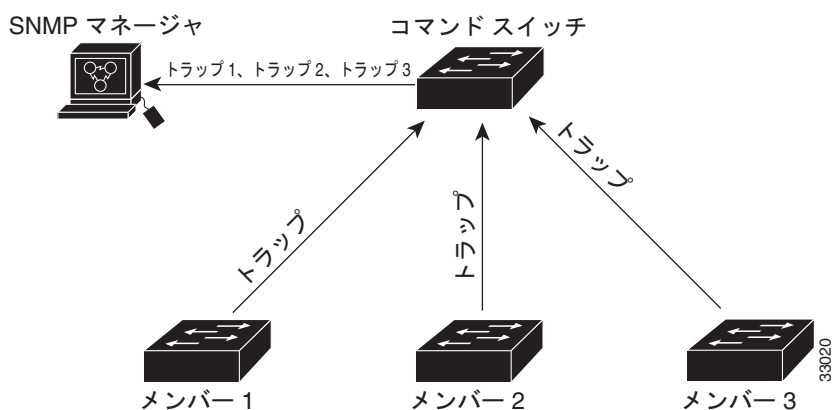 SNMP マネージャ
コマンド スイッチ
トラップ 1、トラップ 2、トラップ 3
トラップ
トラップ
トラップ
メンバー 1
メンバー 2
メンバー 3
33020